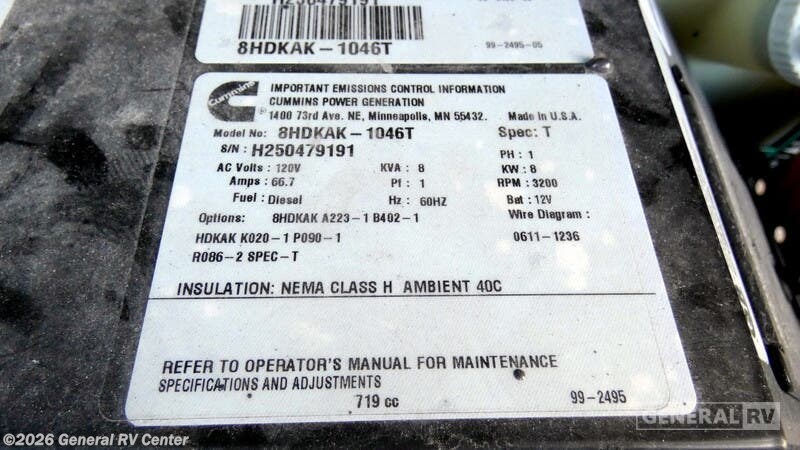 H250479191
8HDKAK-1046T 99-2495-05
Cummins
IMPORTANT EMISSIONS CONTROL INFORMATION
CUMMINS POWER GENERATION
1400 73rd Ave. NE, Minneapolis, MN 55432. Made in U.S.A.
Model No: 8HDKAK-1046T Spec: T
S/N: H250479191 PH: 1
AC Volts: 120V KVA: 8 KW: 8
Amps: 66.7 Pf: 1 RPM: 3200
Fuel: Diesel Hz: 60HZ Bat: 12V
Options: 8HDKAK A223-1 B402-1 Wire Diagram:
HDKAK K020-1 P090-1 0611-1236
R086-2 SPEC-T
INSULATION: NEMA CLASS H AMBIENT 40C
REFER TO OPERATOR'S MANUAL FOR MAINTENANCE
SPECIFICATIONS AND ADJUSTMENTS
719 cc 99-2495
GENERAL RV
©2026 General RV Center